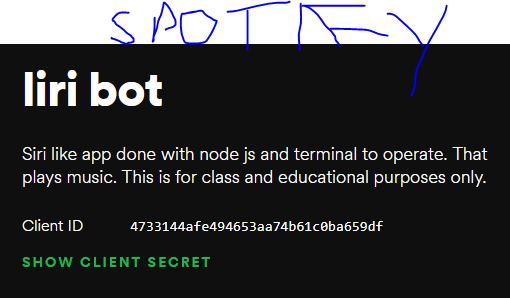 SPOTIFY
liri bot
Siri like app done with node js and terminal to operate. That
plays music. This is for class and educational purposes only.
Client ID 4733144afe494653aa74b61c0ba659df
SHOW CLIENT SECRET